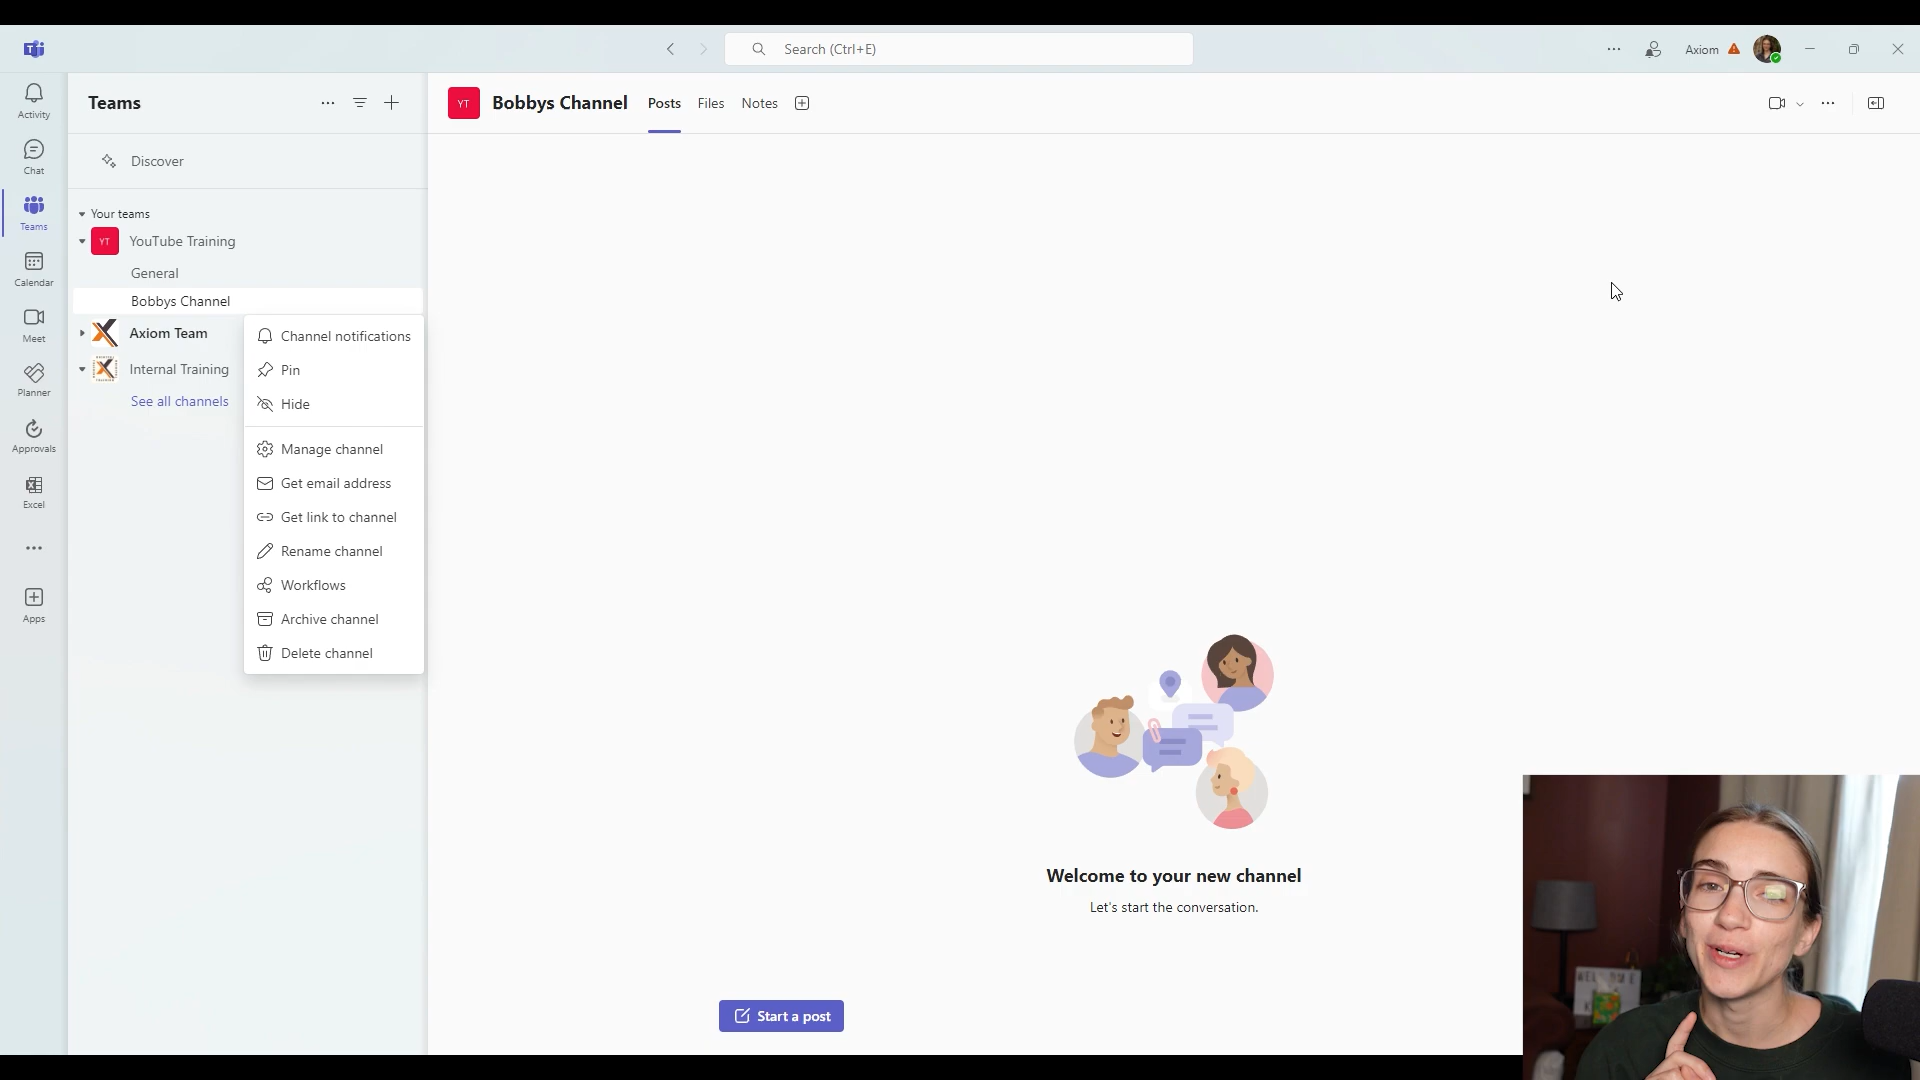 Search (Ctrl+E)
Axiom
Activity
Chat
Teams
Calendar
Meet
Planner
Approvals
Excel
Apps
Teams
Discover
Your teams
YT
YouTube Training
General
Bobbys Channel
Axiom Team
Internal Training
See all channels
Channel notifications
Pin
Hide
Manage channel
Get email address
Get link to channel
Rename channel
Workflows
Archive channel
Delete channel
YT
Bobbys Channel
Posts
Files
Notes
Welcome to your new channel
Let's start the conversation.
Start a post